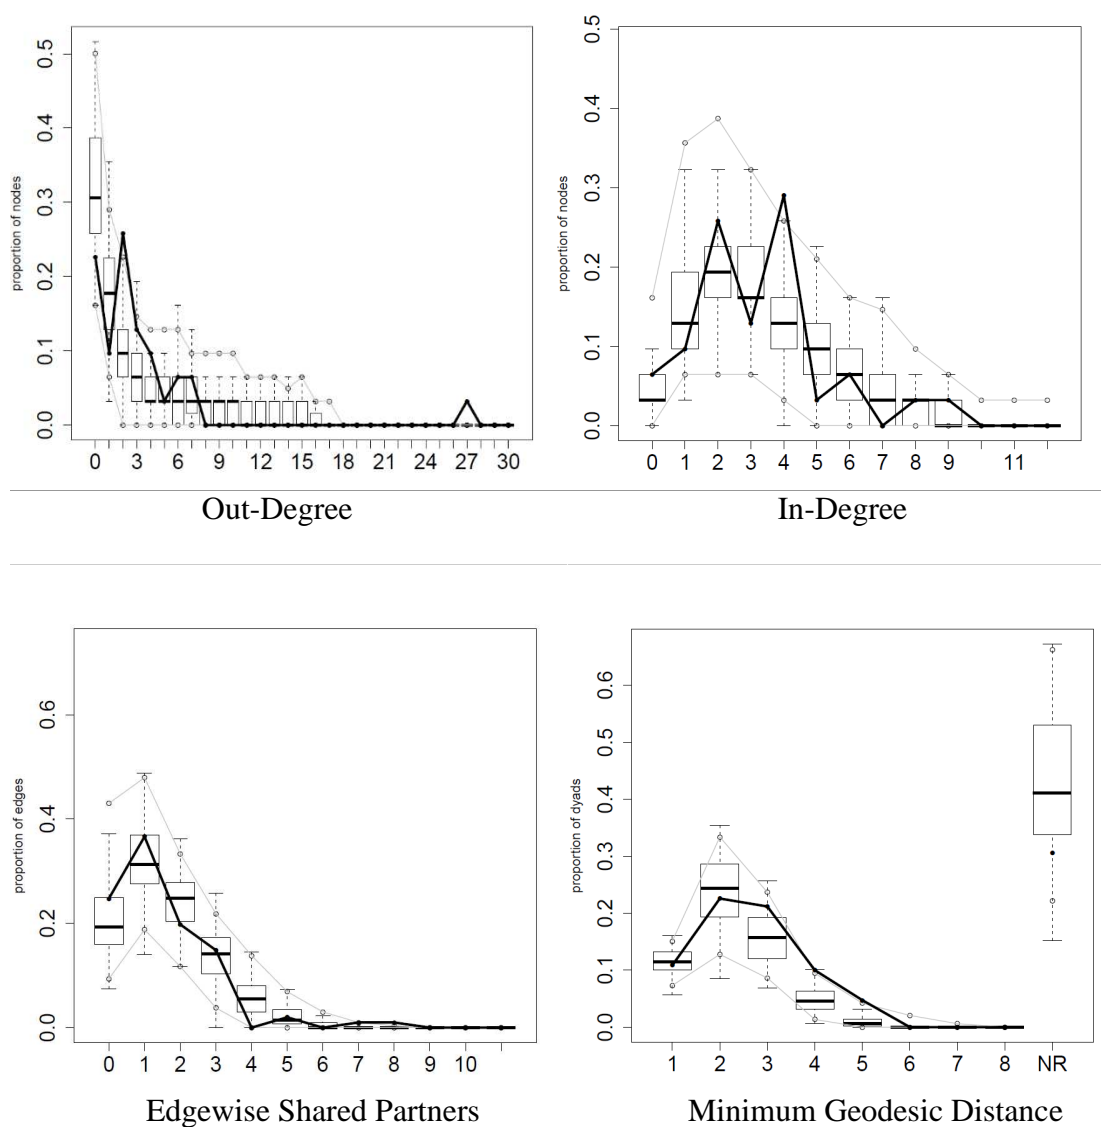 0.5
0.4
0.3
0.2
0.1
0.0
proportion of nodes
0 3 6 9 12 15 18 21 24 27 30
Out-Degree
0.5
0.4
0.3
0.2
0.1
0.0
proportion of nodes
0 1 2 3 4 5 6 7 8 9 11
In-Degree
0.6
0.4
0.2
0.0
proportion of edges
0 1 2 3 4 5 6 7 8 10
Edgewise Shared Partners
0.6
0.5
0.4
0.3
0.2
0.1
0.0
proportion of dyads
1 2 3 4 5 6 7 8 NR
Minimum Geodesic Distance